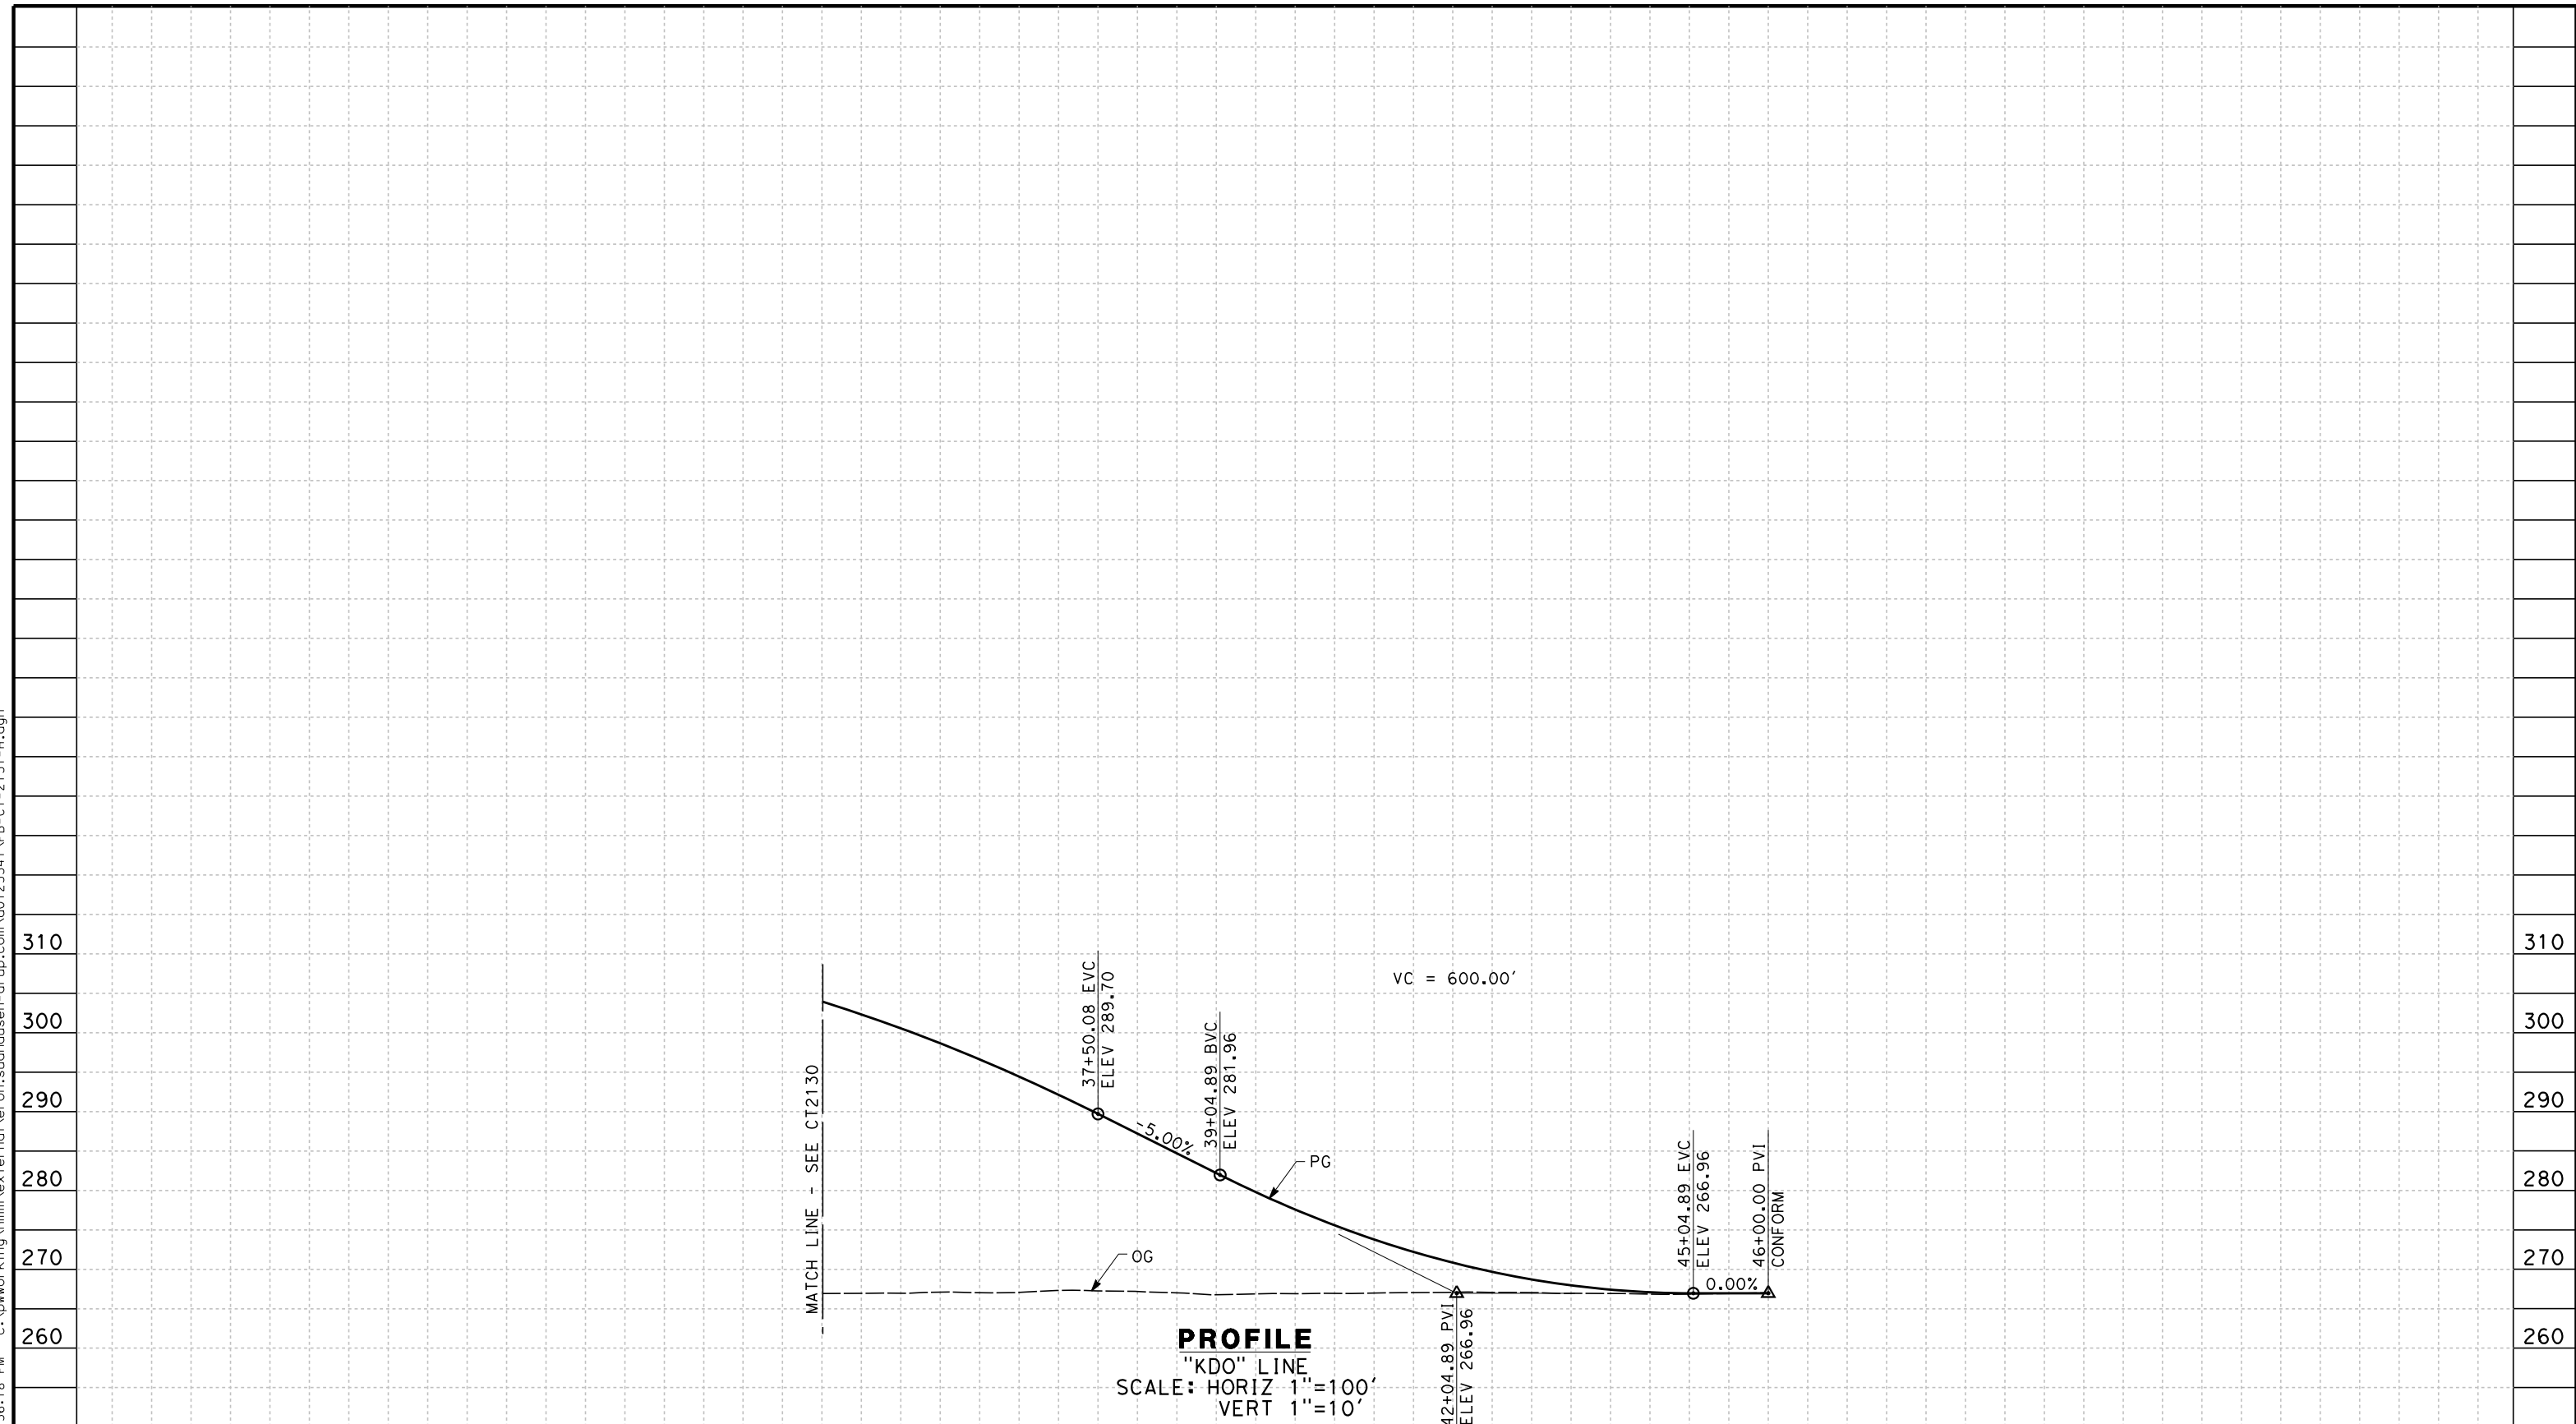 310
300
290
280
270
260
MATCH LINE - SEE CT2130
37+50.08 EVC
ELEV 289.70
-5.00%
39+04.89 BVC
ELEV 281.96
VC = 600.00'
PG
OG
42+04.89 PVI
ELEV 266.96
45+04.89 EVC
ELEV 266.96
0.00%
46+00.00 PVI
CONFORM
310
300
290
280
270
260
PROFILE
"KDO" LINE
SCALE: HORIZ 1"=100'
VERT 1"=10'